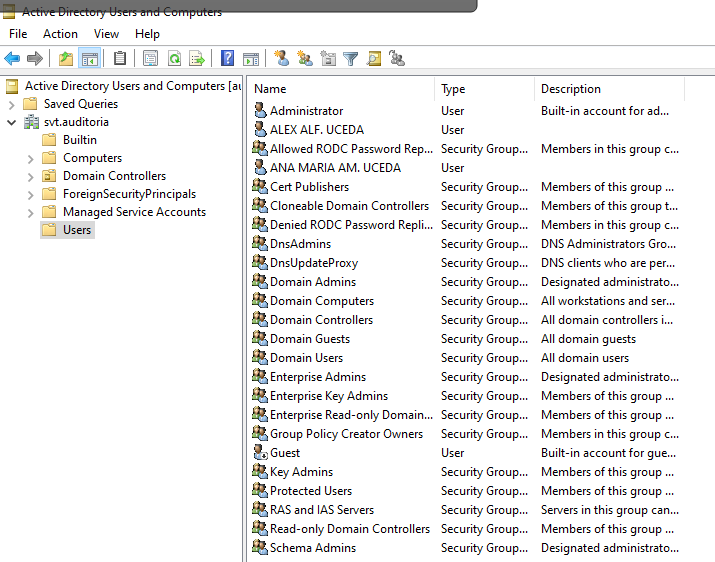 Active Directory Users and Computers
File Action View Help
Active Directory Users and Computers [au
Saved Queries
svt.auditoria
Builtin
Computers
Domain Controllers
ForeignSecurityPrincipals
Managed Service Accounts
Users
Name Type Description
Administrator User Built-in account for ad...
ALEX ALF. UCEDA User
Allowed RODC Password Rep... Security Group... Members in this group c...
ANA MARIA AM. UCEDA User
Cert Publishers Security Group... Members of this group ...
Cloneable Domain Controllers Security Group... Members of this group t...
Denied RODC Password Repli... Security Group... Members in this group c...
DnsAdmins Security Group... DNS Administrators Gro...
DnsUpdateProxy Security Group... DNS clients who are per...
Domain Admins Security Group... Designated administrato...
Domain Computers Security Group... All workstations and ser...
Domain Controllers Security Group... All domain controllers i...
Domain Guests Security Group... All domain guests
Domain Users Security Group... All domain users
Enterprise Admins Security Group... Designated administrato...
Enterprise Key Admins Security Group... Members of this group ...
Enterprise Read-only Domain... Security Group... Members of this group ...
Group Policy Creator Owners Security Group... Members in this group c...
Guest User Built-in account for gue...
Key Admins Security Group... Members of this group ...
Protected Users Security Group... Members of this group ...
RAS and IAS Servers Security Group... Servers in this group can...
Read-only Domain Controllers Security Group... Members of this group ...
Schema Admins Security Group... Designated administrato...